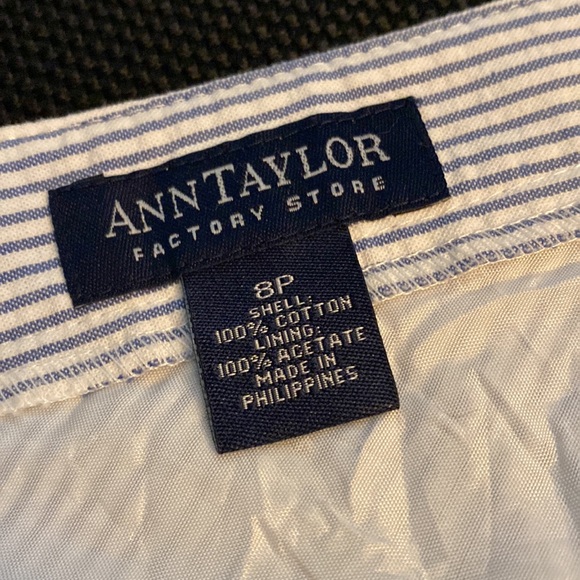 ANNTAYLOR
FACTORY STORE
8P
SHELL:
100% COTTON
LINING:
100% ACETATE
MADE IN
PHILIPPINES